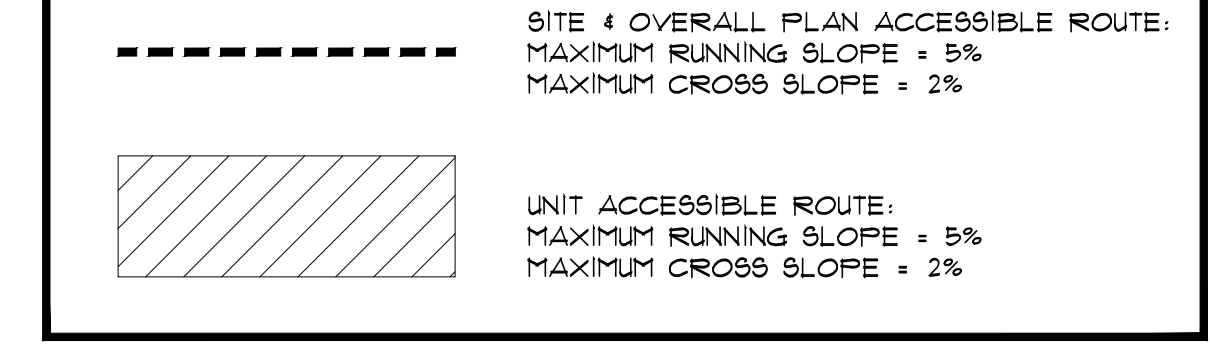 SITE & OVERALL PLAN ACCESSIBLE ROUTE:
MAXIMUM RUNNING SLOPE = 5%
MAXIMUM CROSS SLOPE = 2%
UNIT ACCESSIBLE ROUTE:
MAXIMUM RUNNING SLOPE = 5%
MAXIMUM CROSS SLOPE = 2%